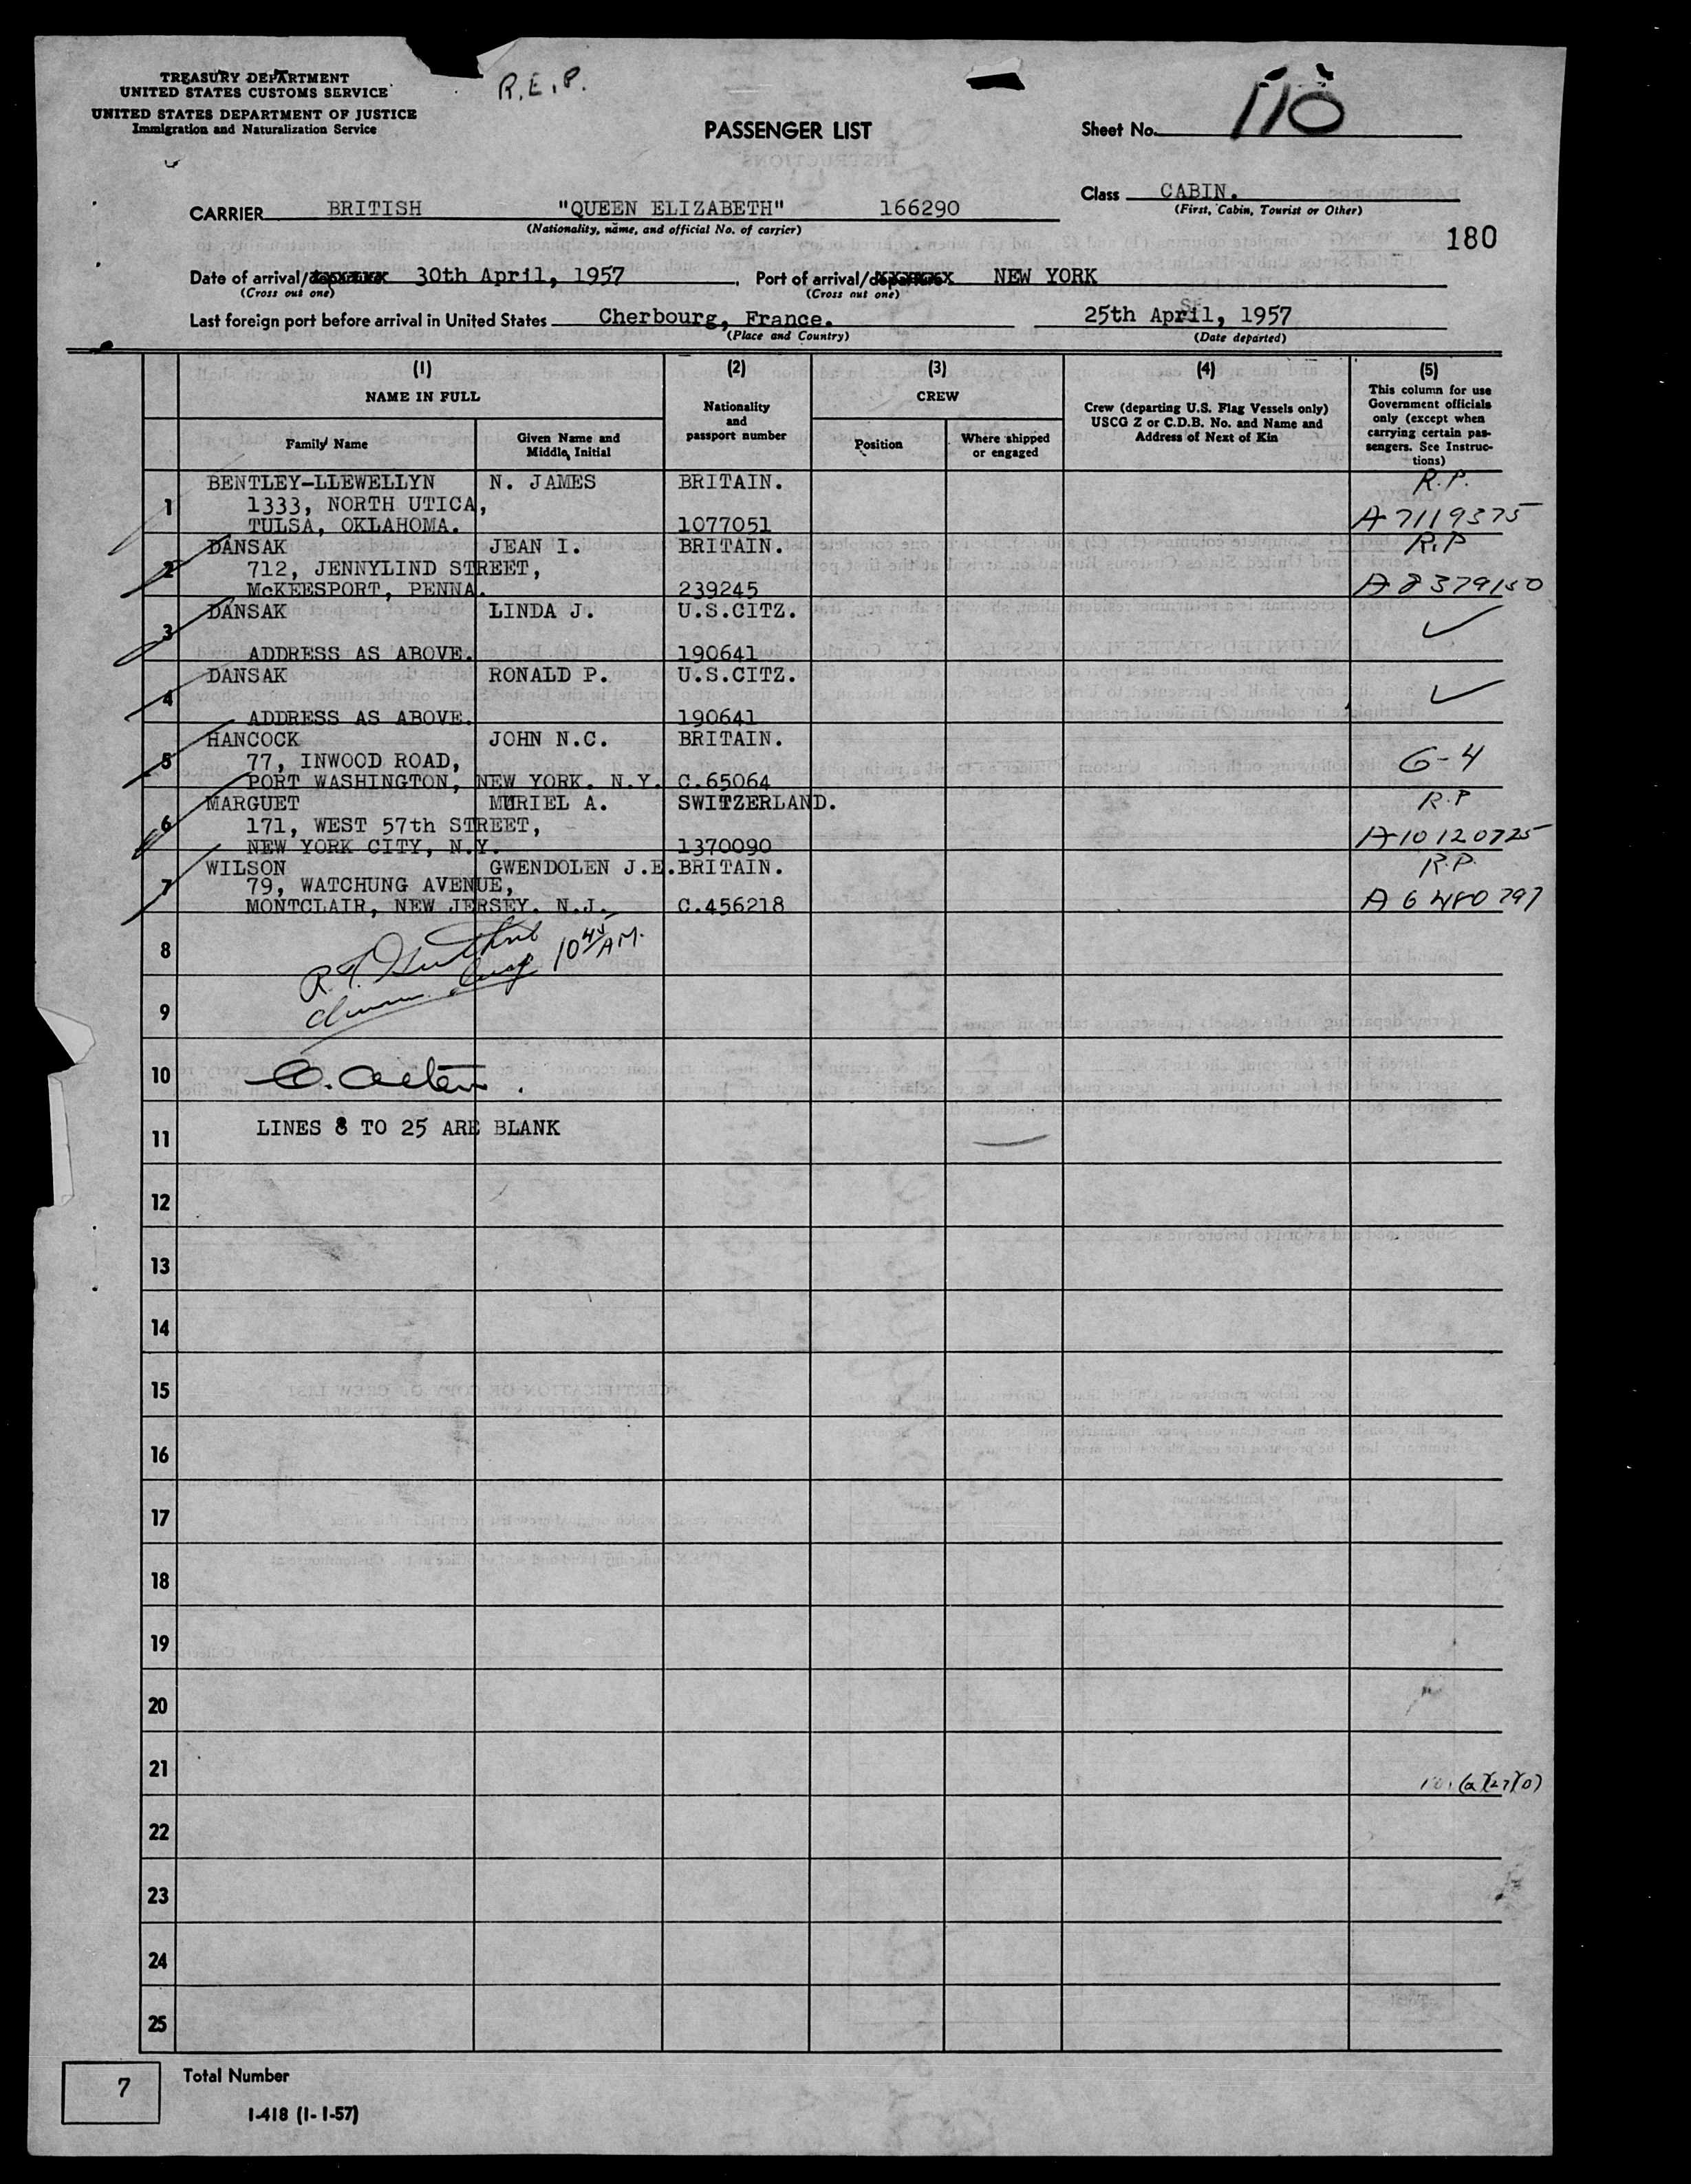 TREASURY DEPARTMENT
UNITED STATES CUSTOMS SERVICE
UNITED STATES DEPARTMENT OF JUSTICE
Immigration and Naturalization Service
R.E.P.
PASSENGER LIST
Sheet No. 110
Class CABIN.
(First, Cabin, Tourist or Other)
CARRIER BRITISH "QUEEN ELIZABETH" 166290
(Nationality, name, and official No. of carrier)
180
Date of arrival/departure 30th April, 1957. Port of arrival/departure NEW YORK
(Cross out one) (Cross out one)
Last foreign port before arrival in United States Cherbourg, France. 25th April, 1957
(Place and Country) (Date departed)
(1) (2) (3) (4) (5)
NAME IN FULL
Family Name
Given Name and Middle Initial
Nationality and passport number
CREW
Position
Where shipped or engaged
Crew (departing U.S. Flag Vessels only)
USCG Z or C.D.B. No. and Name and
Address of Next of Kin
This column for use
Government officials
only (except when
carrying certain pas-
sengers. See Instruc-
tions)
1 BENTLEY-LLEWELLYN N. JAMES BRITAIN. R.P.
1333, NORTH UTICA,
TULSA, OKLAHOMA. 1077051 A 7119375
2 DANSAK JEAN I. BRITAIN. R.P
712, JENNYLIND STREET,
McKEESPORT, PENNA. 239245 A 8379150
3 DANSAK LINDA J. U.S.CITZ.
ADDRESS AS ABOVE. 190641
4 DANSAK RONALD P. U.S.CITZ.
ADDRESS AS ABOVE. 190641
5 HANCOCK JOHN N.C. BRITAIN.
77, INWOOD ROAD, G-4
PORT WASHINGTON, NEW YORK. N.Y. C.65064
6 MARGUET MURIEL A. SWITZERLAND. R.P
171, WEST 57th STREET,
NEW YORK CITY, N.Y. 1370090 A 10120725
7 WILSON GWENDOLEN J.E. BRITAIN. R.P.
79, WATCHUNG AVENUE,
MONTCLAIR, NEW JERSEY. N.J. C.456218 A 6480797
8 10 45 AM.
9
10
11 LINES 8 TO 25 ARE BLANK
12
13
14
15
16
17
18
19
20
21
22
23
24
25
7 Total Number
I-418 (1-1-57)